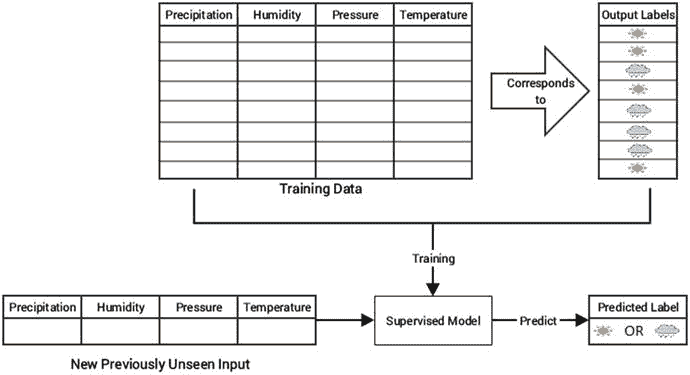 Precipitation Humidity Pressure Temperature
Output Labels
Corresponds
to
Training Data
Training
Precipitation Humidity Pressure Temperature
Supervised Model
Predict
Predicted Label
OR
New Previously Unseen Input